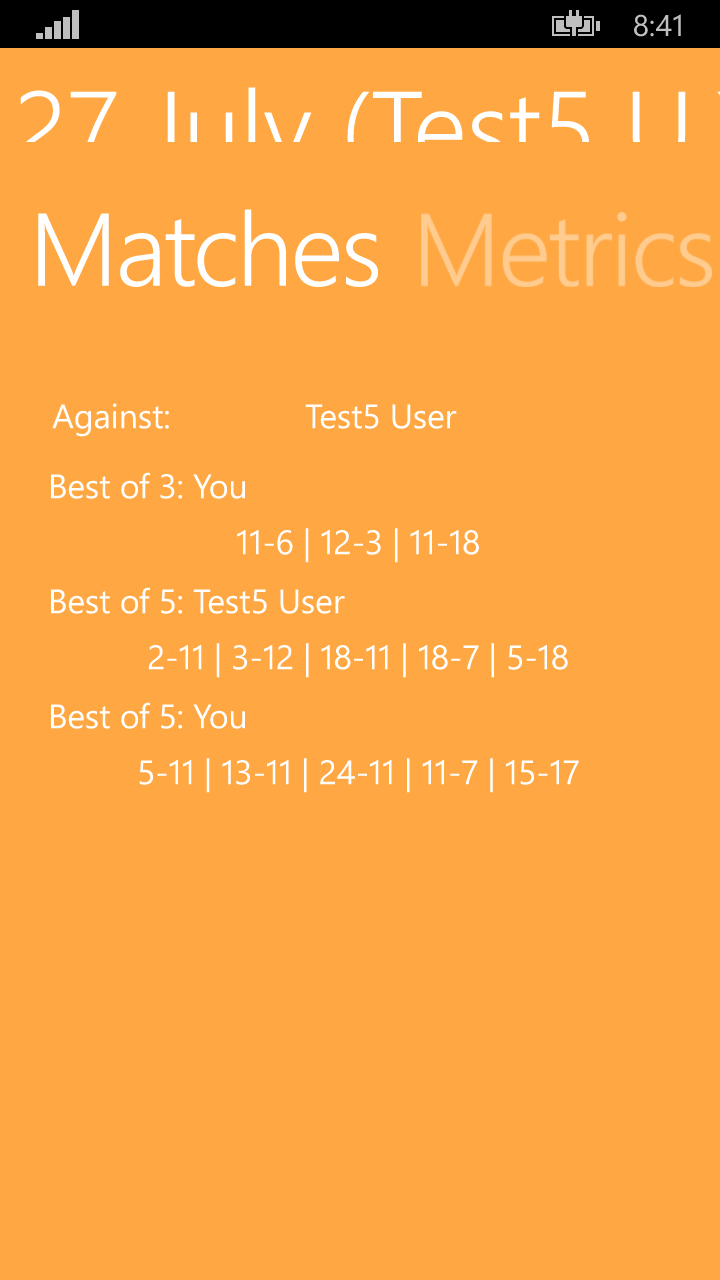 8:41
27 July (Test5 U
Matches Metrics
Against: Test5 User
Best of 3: You
11-6 | 12-3 | 11-18
Best of 5: Test5 User
2-11 | 3-12 | 18-11 | 18-7 | 5-18
Best of 5: You
5-11 | 13-11 | 24-11 | 11-7 | 15-17